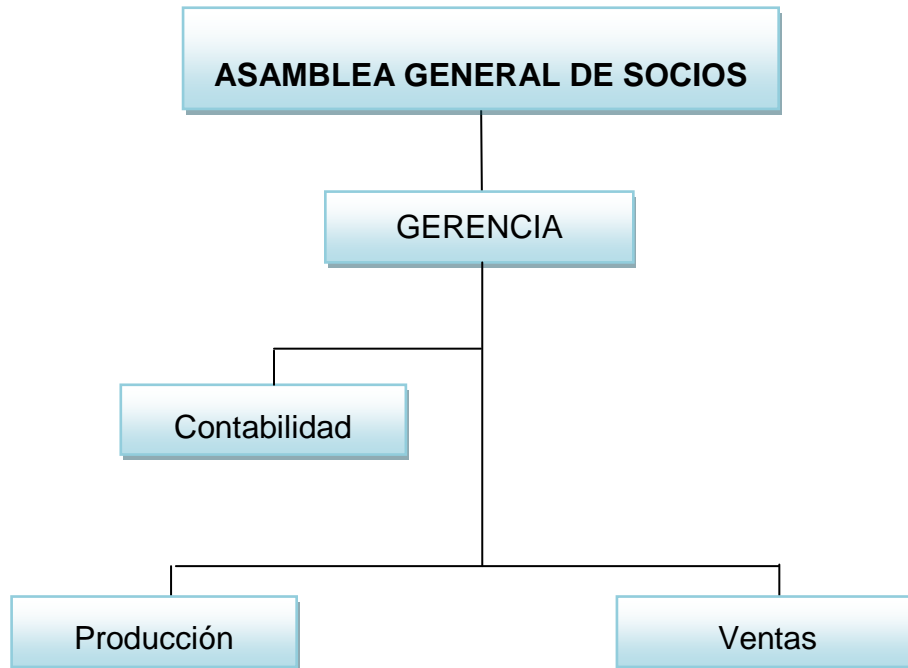 ASAMBLEA GENERAL DE SOCIOS
GERENCIA
Contabilidad
Producción
Ventas